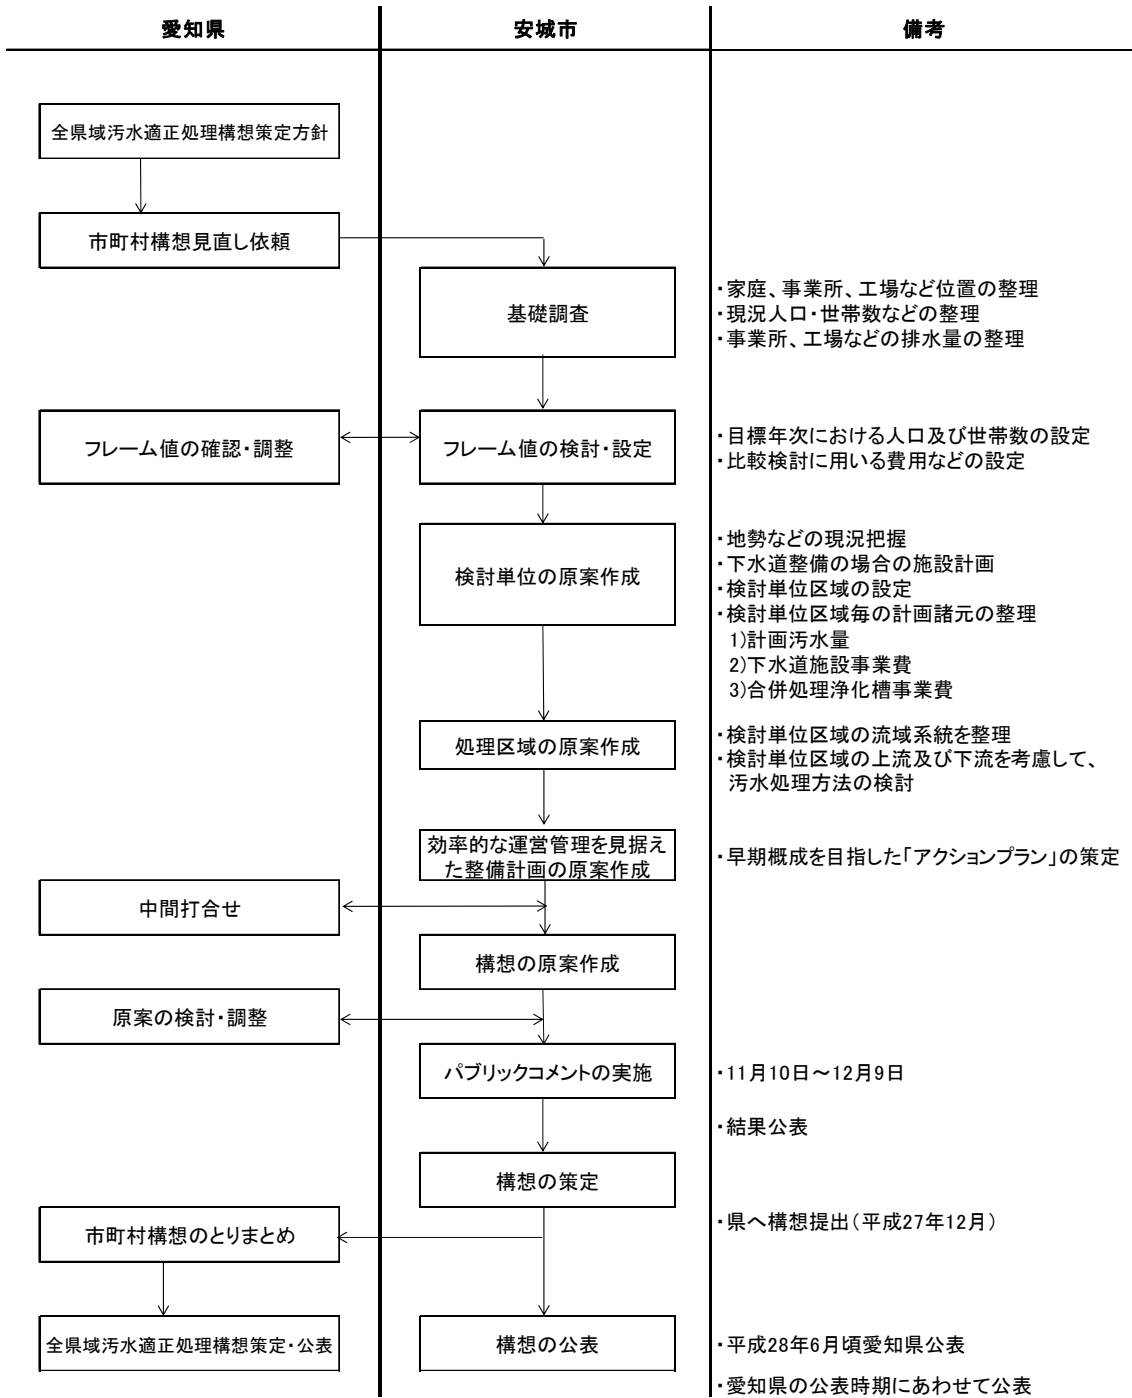 愛知県
安城市
備考
全県域汚水適正処理構想策定方針
市町村構想見直し依頼
基礎調査
・家庭、事業所、工場など位置の整理
・現況人口・世帯数などの整理
・事業所、工場などの排水量の整理
フレーム値の確認・調整
フレーム値の検討・設定
・目標年次における人口及び世帯数の設定
・比較検討に用いる費用などの設定
検討単位の原案作成
・地勢などの現況把握
・下水道整備の場合の施設計画
・検討単位区域の設定
・検討単位区域毎の計画諸元の整理
1)計画汚水量
2)下水道施設事業費
3)合併処理浄化槽事業費
処理区域の原案作成
・検討単位区域の流域系統を整理
・検討単位区域の上流及び下流を考慮して、
汚水処理方法の検討
効率的な運営管理を見据え
た整備計画の原案作成
・早期概成を目指した「アクションプラン」の策定
中間打合せ
構想の原案作成
原案の検討・調整
パブリックコメントの実施
・11月10日～12月9日
・結果公表
構想の策定
市町村構想のとりまとめ
・県へ構想提出（平成27年12月）
全県域汚水適正処理構想策定・公表
構想の公表
・平成28年6月頃愛知県公表
・愛知県の公表時期にあわせて公表